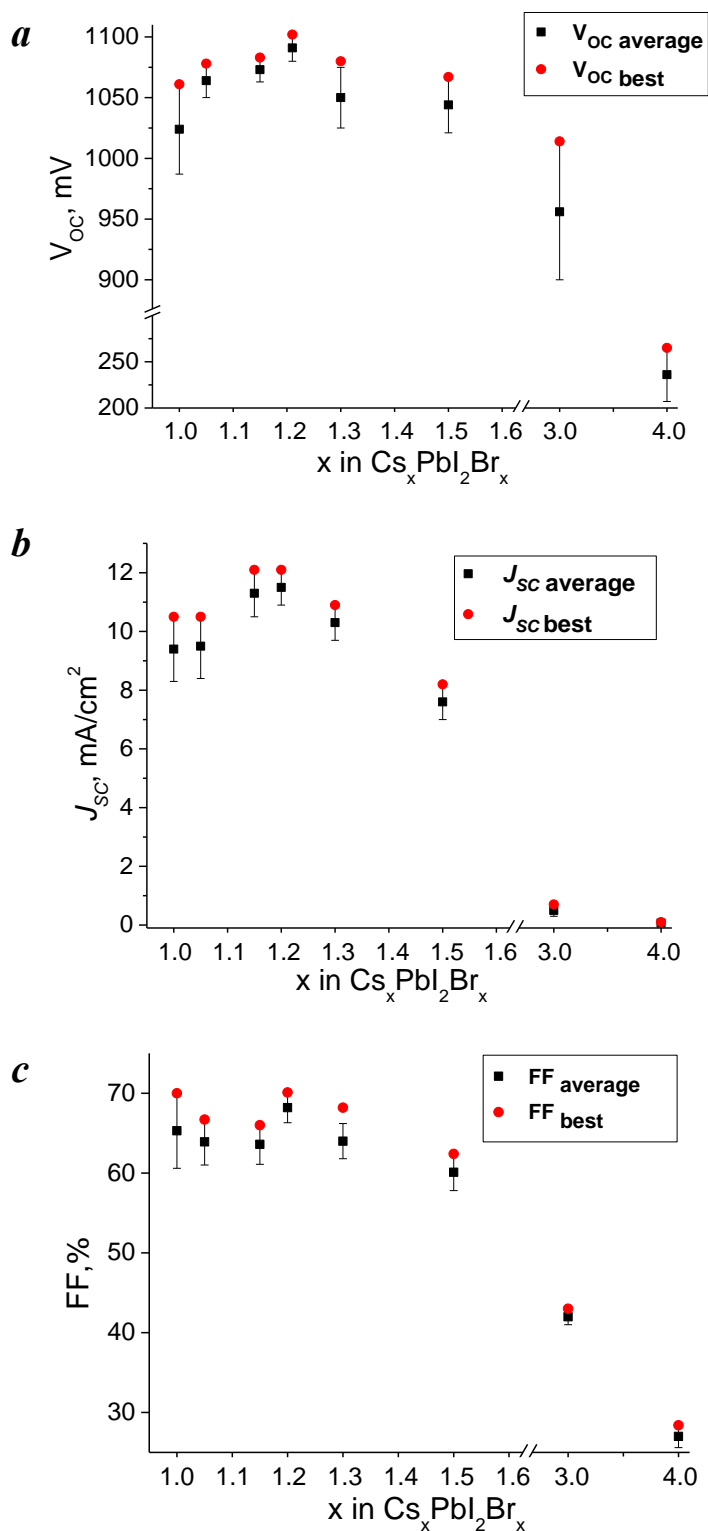 a
V_OC average
V_OC best
1100
1050
1000
950
900
250
200
V_OC, mV
1.0 1.1 1.2 1.3 1.4 1.5 1.6 3.0 4.0
x in Cs_xPbI_2Br_x
b
J_SC average
J_SC best
12
10
8
6
4
2
0
J_SC, mA/cm^2
1.0 1.1 1.2 1.3 1.4 1.5 1.6 3.0 4.0
x in Cs_xPbI_2Br_x
c
FF average
FF best
70
60
50
40
30
FF,%
1.0 1.1 1.2 1.3 1.4 1.5 1.6 3.0 4.0
x in Cs_xPbI_2Br_x